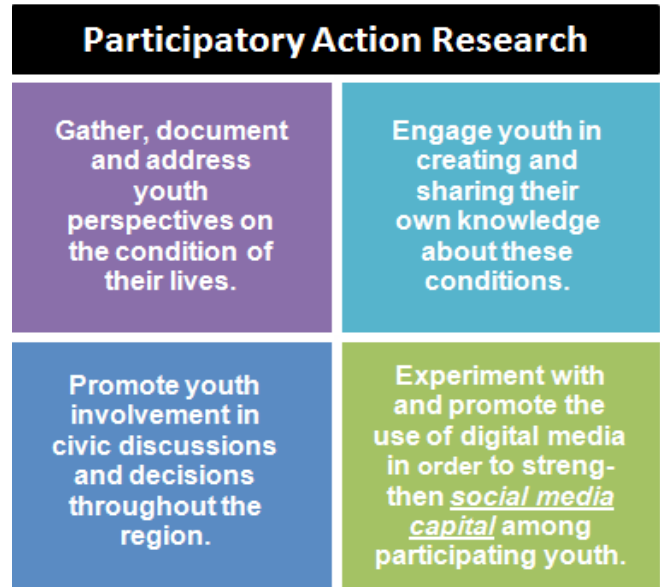 Participatory Action Research
Gather, document
and address
youth
perspectives on
the condition of
their lives.
Engage youth in
creating and
sharing their
own knowledge
about these
conditions.
Promote youth
involvement in
civic discussions
and decisions
throughout the
region.
Experiment with
and promote the
use of digital media
in order to streng-
then social media
capital among
participating youth.